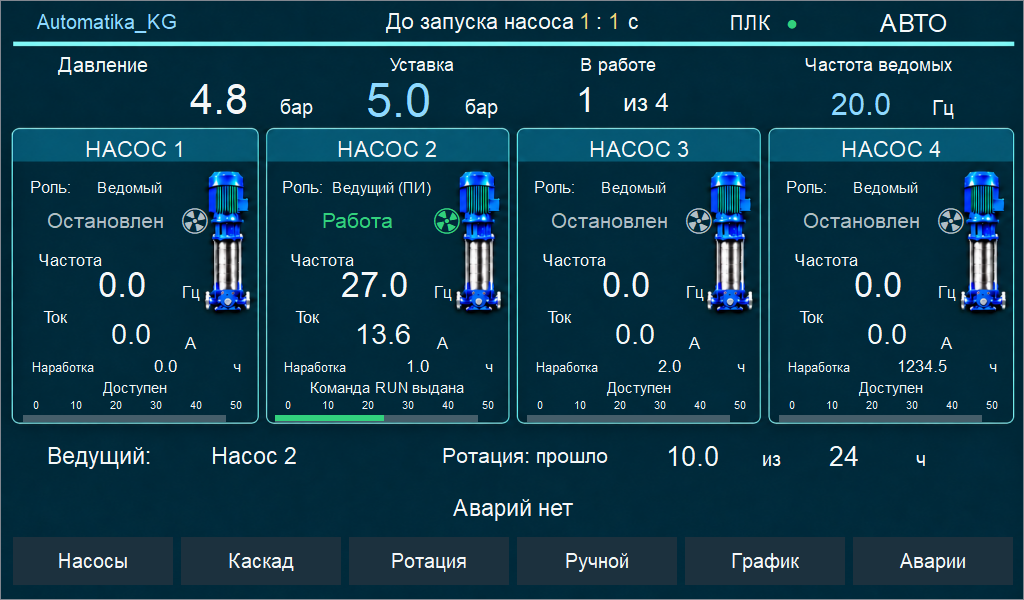 Automatika_KG До запуска насоса 1 : 1 с ПЛК АВТО
Давление Уставка В работе Частота ведомых
4.8 бар 5.0 бар 1 из 4 20.0 Гц
НАСОС 1
Роль: Ведомый
Остановлен
Частота
0.0 Гц
Ток
0.0 А
Наработка 0.0 ч
Доступен
0 10 20 30 40 50
НАСОС 2
Роль: Ведущий (ПИ)
Работа
Частота
27.0 Гц
Ток
13.6 А
Наработка 1.0 ч
Команда RUN выдана
0 10 20 30 40 50
НАСОС 3
Роль: Ведомый
Остановлен
Частота
0.0 Гц
Ток
0.0 А
Наработка 2.0 ч
Доступен
0 10 20 30 40 50
НАСОС 4
Роль: Ведомый
Остановлен
Частота
0.0 Гц
Ток
0.0 А
Наработка 1234.5 ч
Доступен
0 10 20 30 40 50
Ведущий: Насос 2 Ротация: прошло 10.0 из 24 ч
Аварий нет
Насосы Каскад Ротация Ручной График Аварии